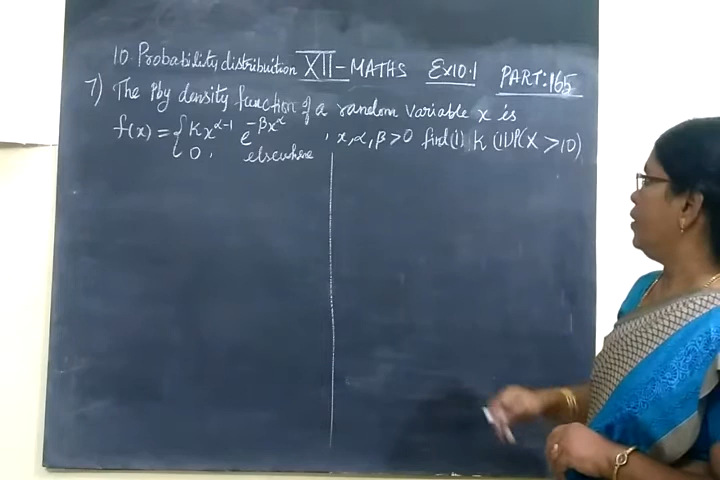 10. Probability distribuition XII - MATHS Ex10.1 PART:165
7) The Pby density function of a random variable x is
f(x) = { Kx^(α-1) e^(-βx^α) , x, α, β > 0 find (i) K (ii) P(X > 10)
0, elsewhere